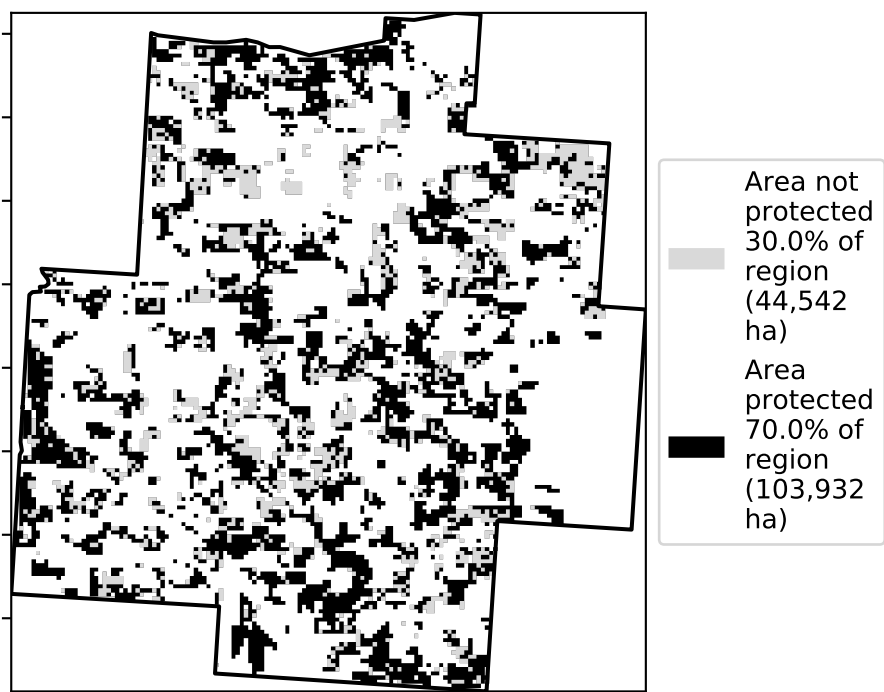 Area not
protected
30.0% of
region
(44,542
ha)
Area
protected
70.0% of
region
(103,932
ha)